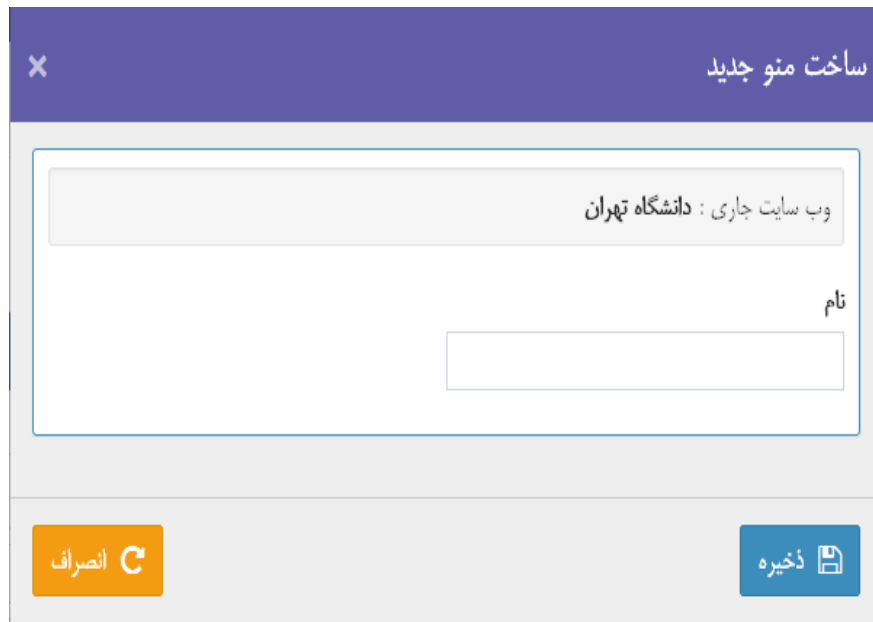 ساخت منو جدید
×
وب سایت جاری : دانشگاه تهران
نام
ذخیره
انصراف